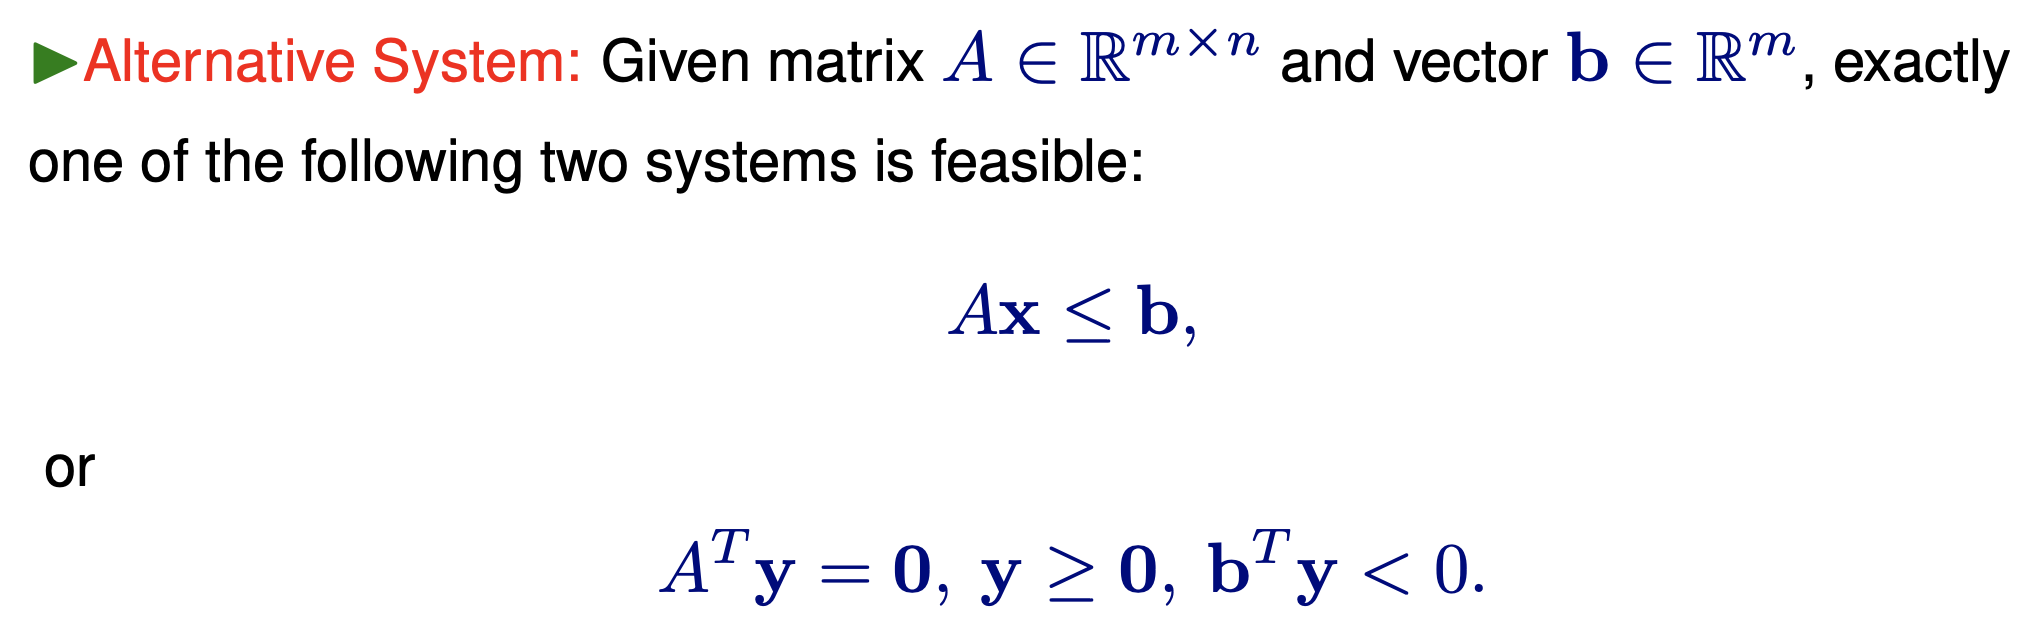 ►Alternative System: Given matrix A ∈ ℝ^{m×n} and vector b ∈ ℝ^m, exactly
one of the following two systems is feasible:
Ax ≤ b,
or
A^T y = 0, y ≥ 0, b^T y < 0.